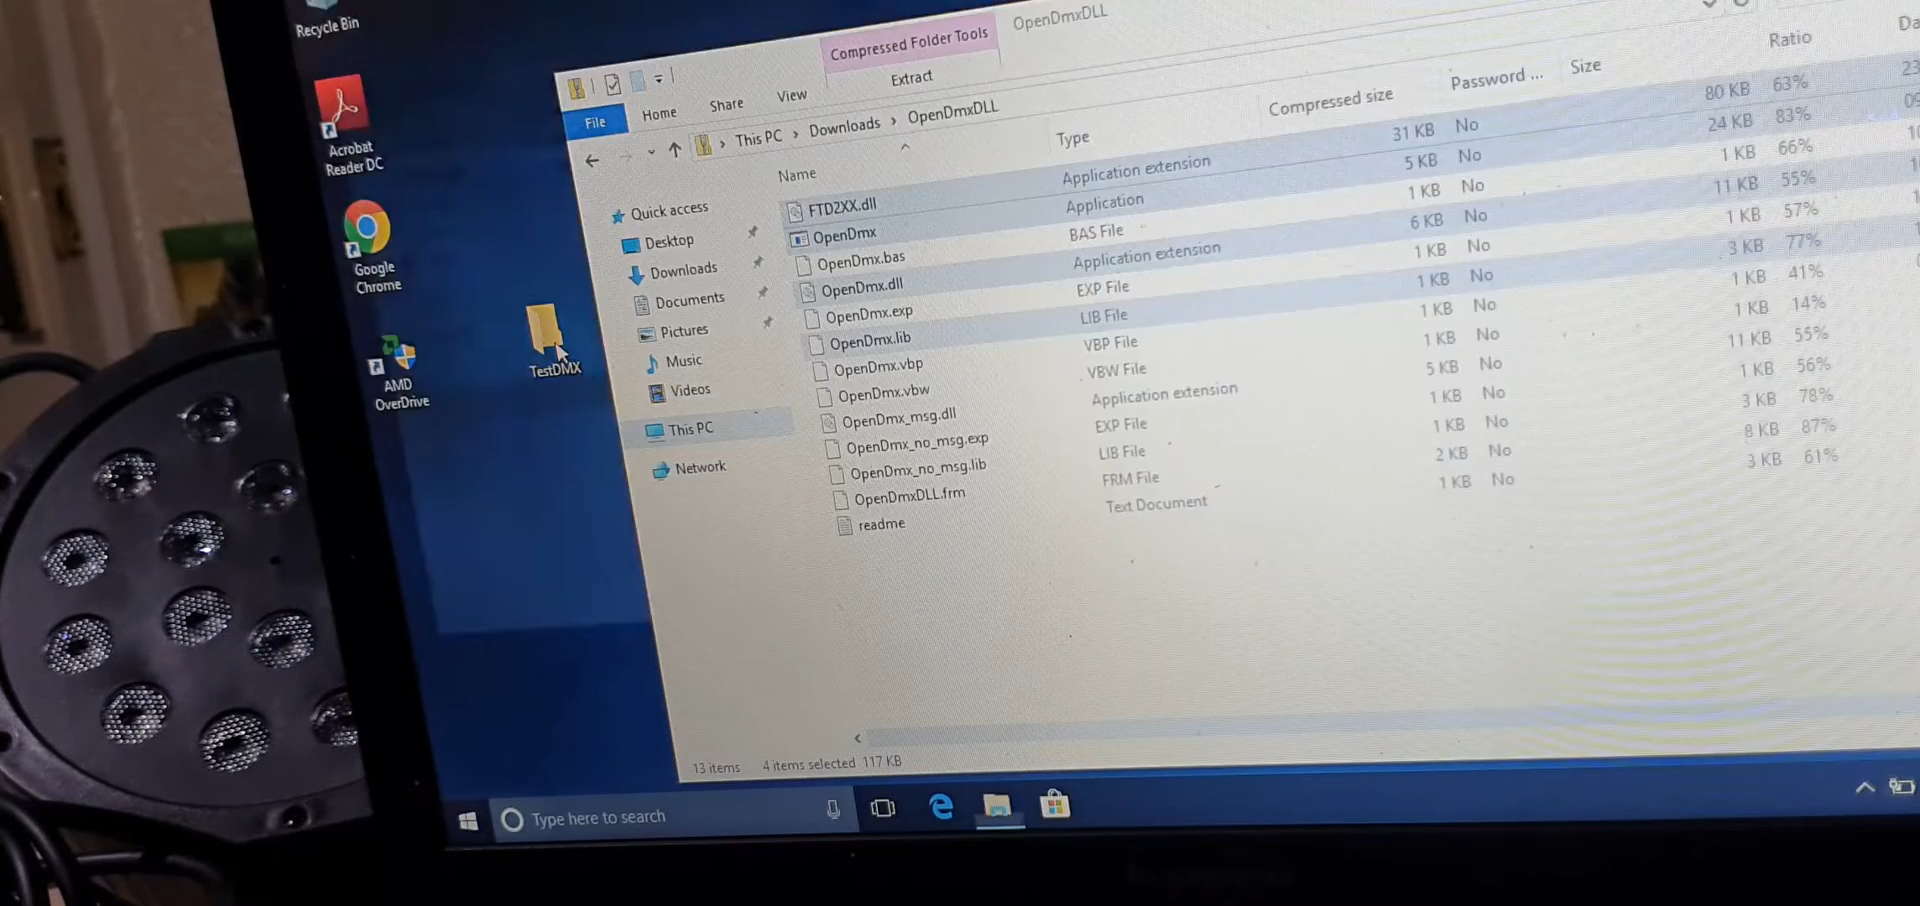 Recycle Bin
Acrobat
Reader DC
Google
Chrome
AMD
OverDrive
TestDMX
Compressed Folder Tools
OpenDmxDLL
File
Home
Share
View
Extract
This PC
Downloads
OpenDmxDLL
Name
Type
Compressed size
Password ...
Size
Ratio
Quick access
Desktop
Downloads
Documents
Pictures
Music
Videos
This PC
Network
FTD2XX.dll Application extension 31 KB No 80 KB 63%
OpenDmx Application 5 KB No 24 KB 83%
OpenDmx.bas BAS File 1 KB No 1 KB 66%
OpenDmx.dll Application extension 6 KB No 11 KB 55%
OpenDmx.exp EXP File 1 KB No 1 KB 57%
OpenDmx.lib LIB File 1 KB No 3 KB 77%
OpenDmx.vbp VBP File 1 KB No 1 KB 41%
OpenDmx.vbw VBW File 1 KB No 1 KB 14%
OpenDmx_msg.dll Application extension 5 KB No 11 KB 55%
OpenDmx_no_msg.exp EXP File 1 KB No 1 KB 56%
OpenDmx_no_msg.lib LIB File 1 KB No 3 KB 78%
OpenDmxDLL.frm FRM File 2 KB No 8 KB 87%
readme Text Document 1 KB No 3 KB 61%
13 items 4 items selected 117 KB
Type here to search